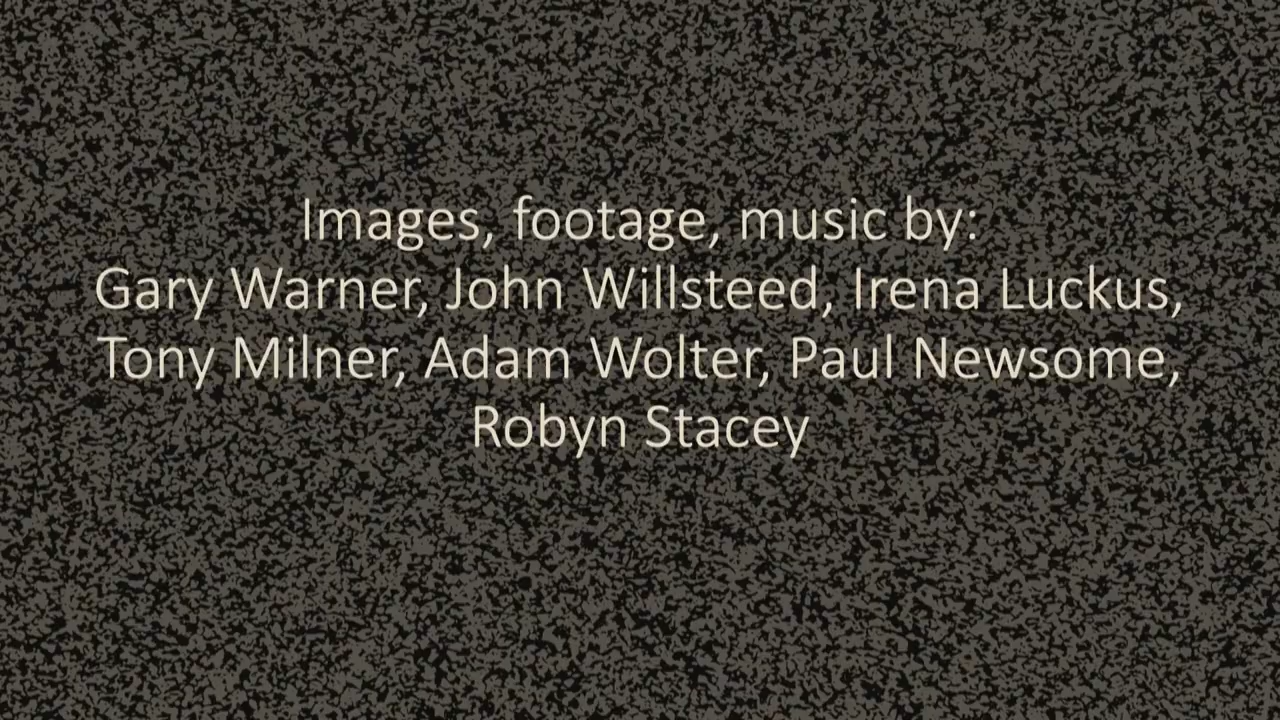 Images, footage, music by:
Gary Warner, John Willsteed, Irena Luckus,
Tony Milner, Adam Wolter, Paul Newsome,
Robyn Stacey